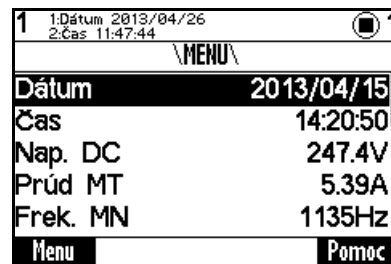 1 1:Dátum 2013/04/26
2:Čas 11:47:44
\MENU\
Dátum 2013/04/15
Čas 14:20:50
Nap. DC 247.4V
Prúd MT 5.39A
Frek. MN 1135Hz
Menu Pomoc